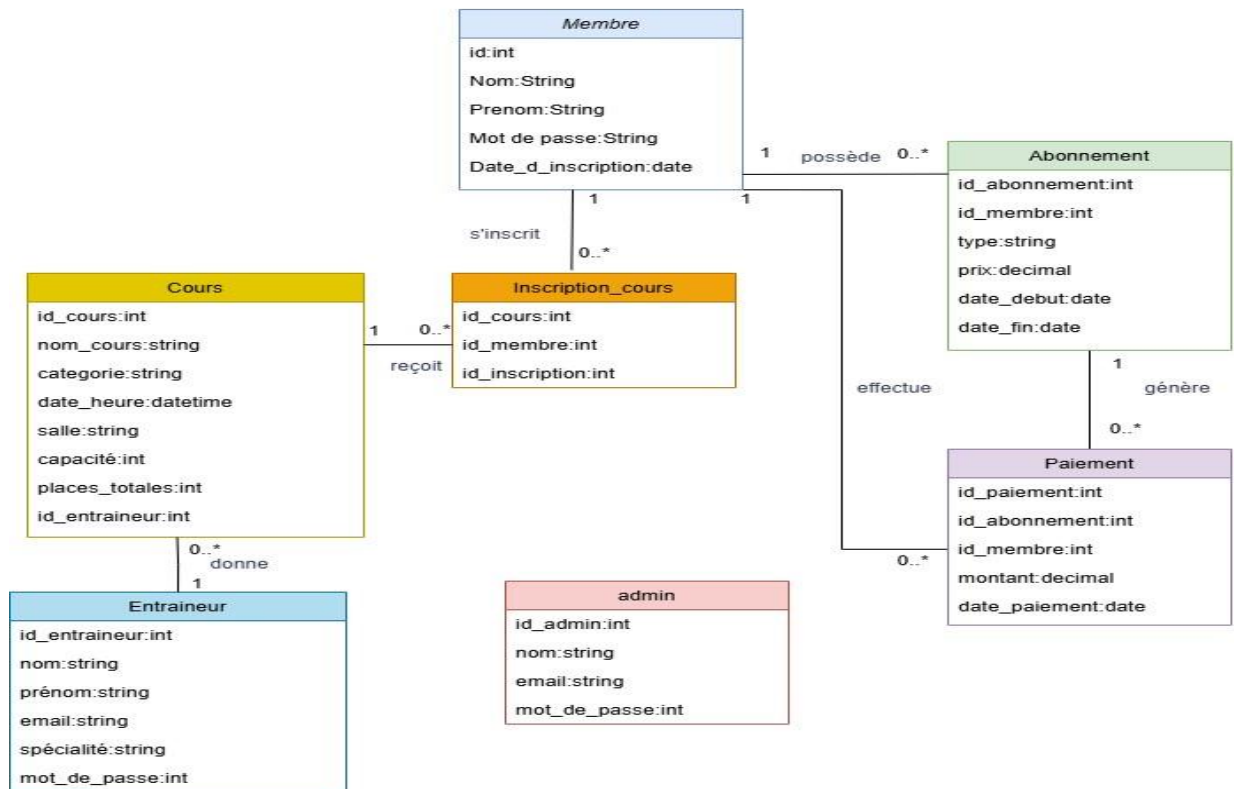 Membre
id:int
Nom:String
Prenom:String
Mot de passe:String
Date_d_inscription:date
1 possède 0..*
Abonnement
id_abonnement:int
id_membre:int
type:string
prix:decimal
date_debut:date
date_fin:date
1
1
s'inscrit
0..*
Cours
id_cours:int
nom_cours:string
categorie:string
date_heure:datetime
salle:string
capacité:int
places_totales:int
id_entraineur:int
1 0..*
reçoit
Inscription_cours
id_cours:int
id_membre:int
id_inscription:int
effectue
0..*
1
génère
0..*
Paiement
id_paiement:int
id_abonnement:int
id_membre:int
montant:decimal
date_paiement:date
0..*
donne
1
Entraineur
id_entraineur:int
nom:string
prénom:string
email:string
spécialité:string
mot_de_passe:int
admin
id_admin:int
nom:string
email:string
mot_de_passe:int